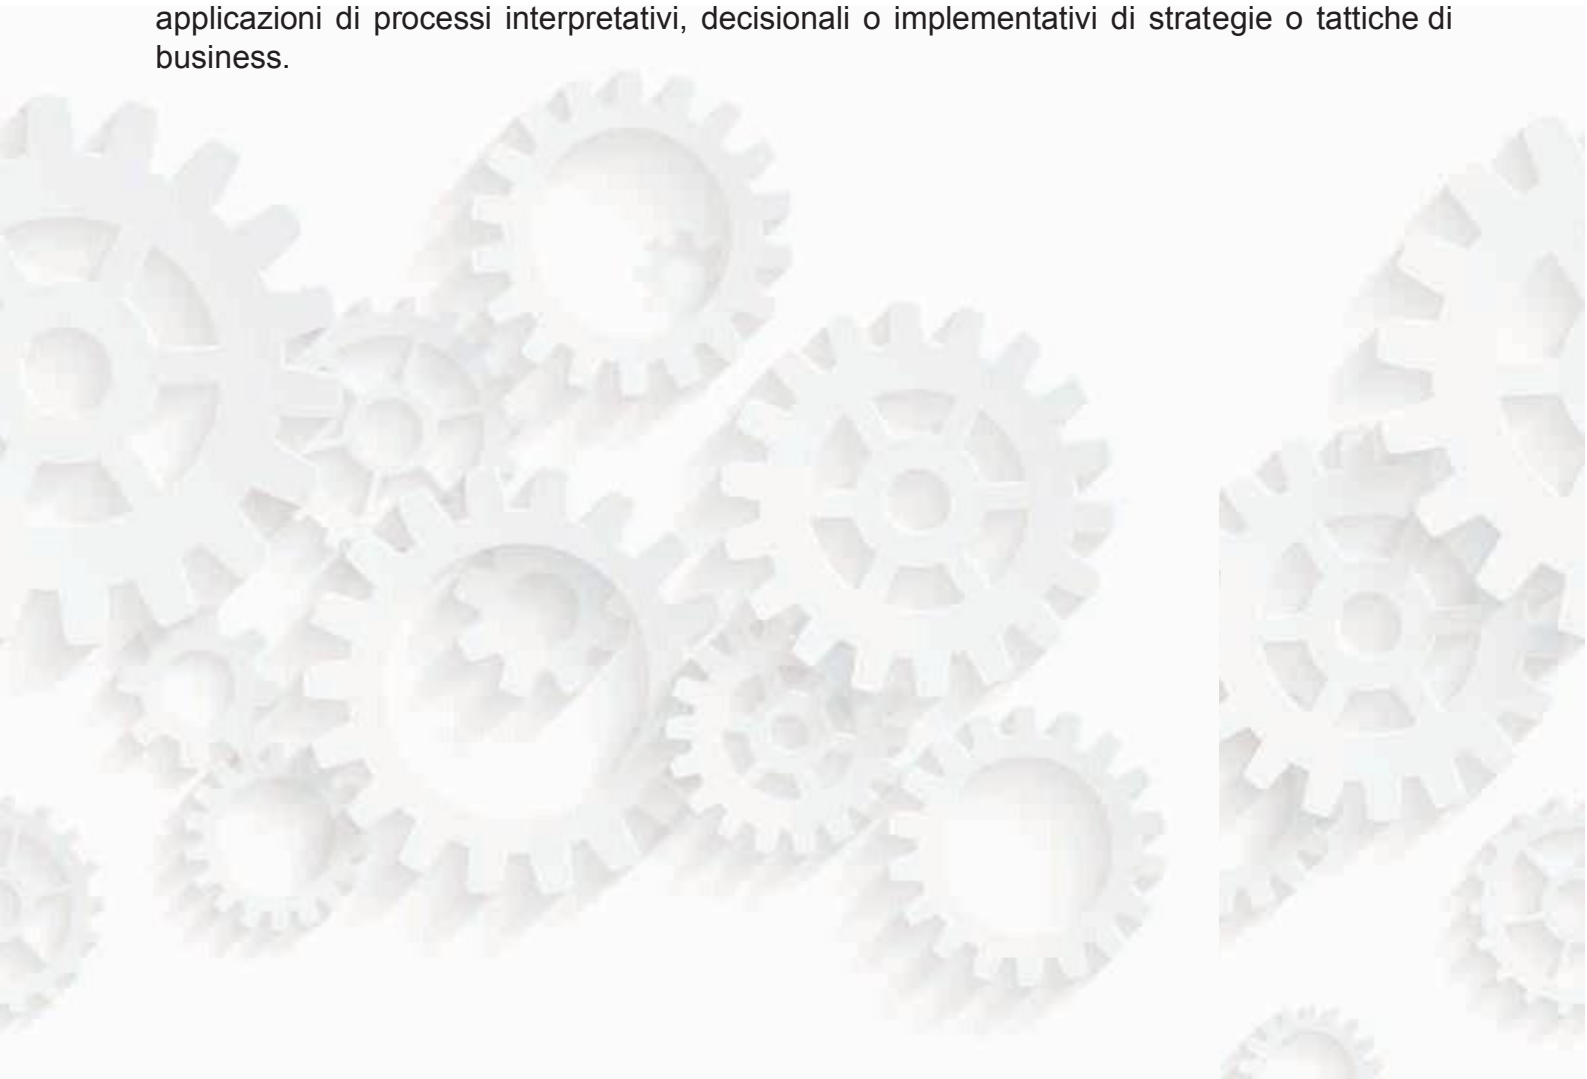 applicazioni di processi interpretativi, decisionali o implementativi di strategie o tattiche di
business.